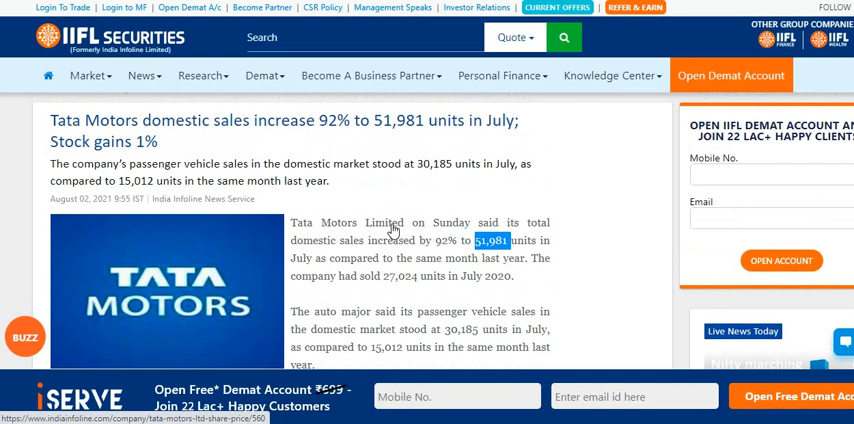 Login To Trade | Login to MF | Open Demat A/c | Become Partner | CSR Policy | Management Speaks | Investor Relations | CURRENT OFFERS | REFER & EARN FOLLOW
IIFL SECURITIES
(Formerly India Infoline Limited)
Search Quote
OTHER GROUP COMPANIE
IIFL FINANCE IIFL WEALTH
Market News Research Demat Become A Business Partner Personal Finance Knowledge Center Open Demat Account
Tata Motors domestic sales increase 92% to 51,981 units in July;
Stock gains 1%
The company's passenger vehicle sales in the domestic market stood at 30,185 units in July, as
compared to 15,012 units in the same month last year.
August 02, 2021 9:55 IST | India Infoline News Service
TATA
MOTORS
Tata Motors Limited on Sunday said its total
domestic sales increased by 92% to 51,981 units in
July as compared to the same month last year. The
company had sold 27,024 units in July 2020.
The auto major said its passenger vehicle sales in
the domestic market stood at 30,185 units in July,
as compared to 15,012 units in the same month last
year.
OPEN IIFL DEMAT ACCOUNT AN
JOIN 22 LAC+ HAPPY CLIENTS
Mobile No.
Email
OPEN ACCOUNT
Live News Today
Nifty marching
BUZZ
iSERVE
Open Free* Demat Account ₹699 -
Join 22 Lac+ Happy Customers
Mobile No.
Enter email id here
Open Free Demat Acc
https://www.indiainfoline.com/company/tata-motors-ltd-share-price/560